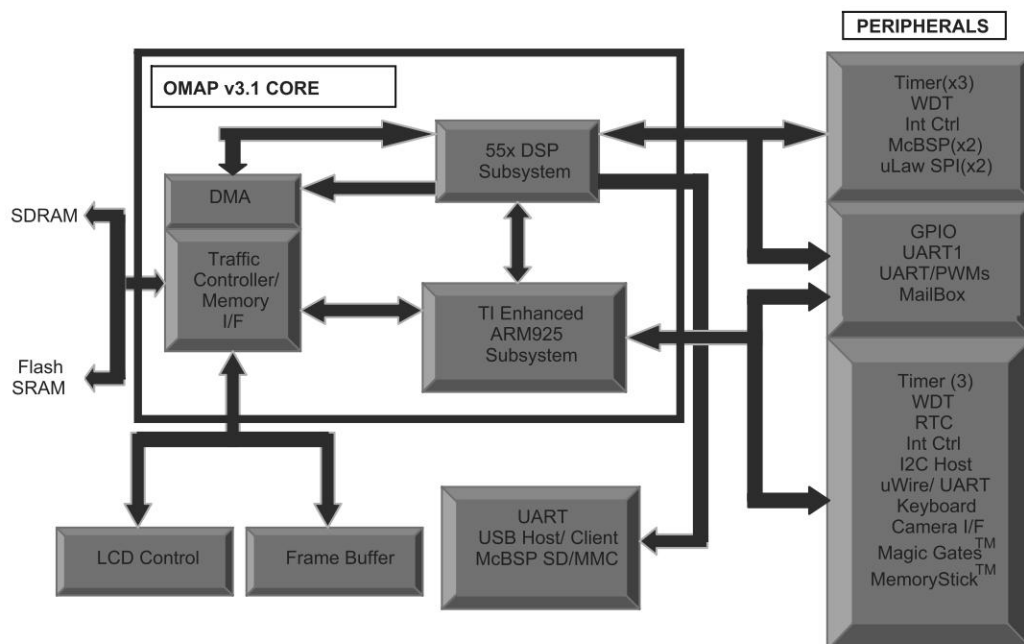 PERIPHERALS
OMAP v3.1 CORE
Timer(x3)
WDT
Int Ctrl
McBSP(x2)
uLaw SPI(x2)
55x DSP
Subsystem
DMA
SDRAM
Traffic
Controller/
Memory
I/F
GPIO
UART1
UART/PWMs
MailBox
TI Enhanced
ARM925
Subsystem
Flash
SRAM
Timer (3)
WDT
RTC
Int Ctrl
I2C Host
uWire/ UART
Keyboard
Camera I/F
Magic Gates™
MemoryStick™
UART
USB Host/ Client
McBSP SD/MMC
LCD Control
Frame Buffer